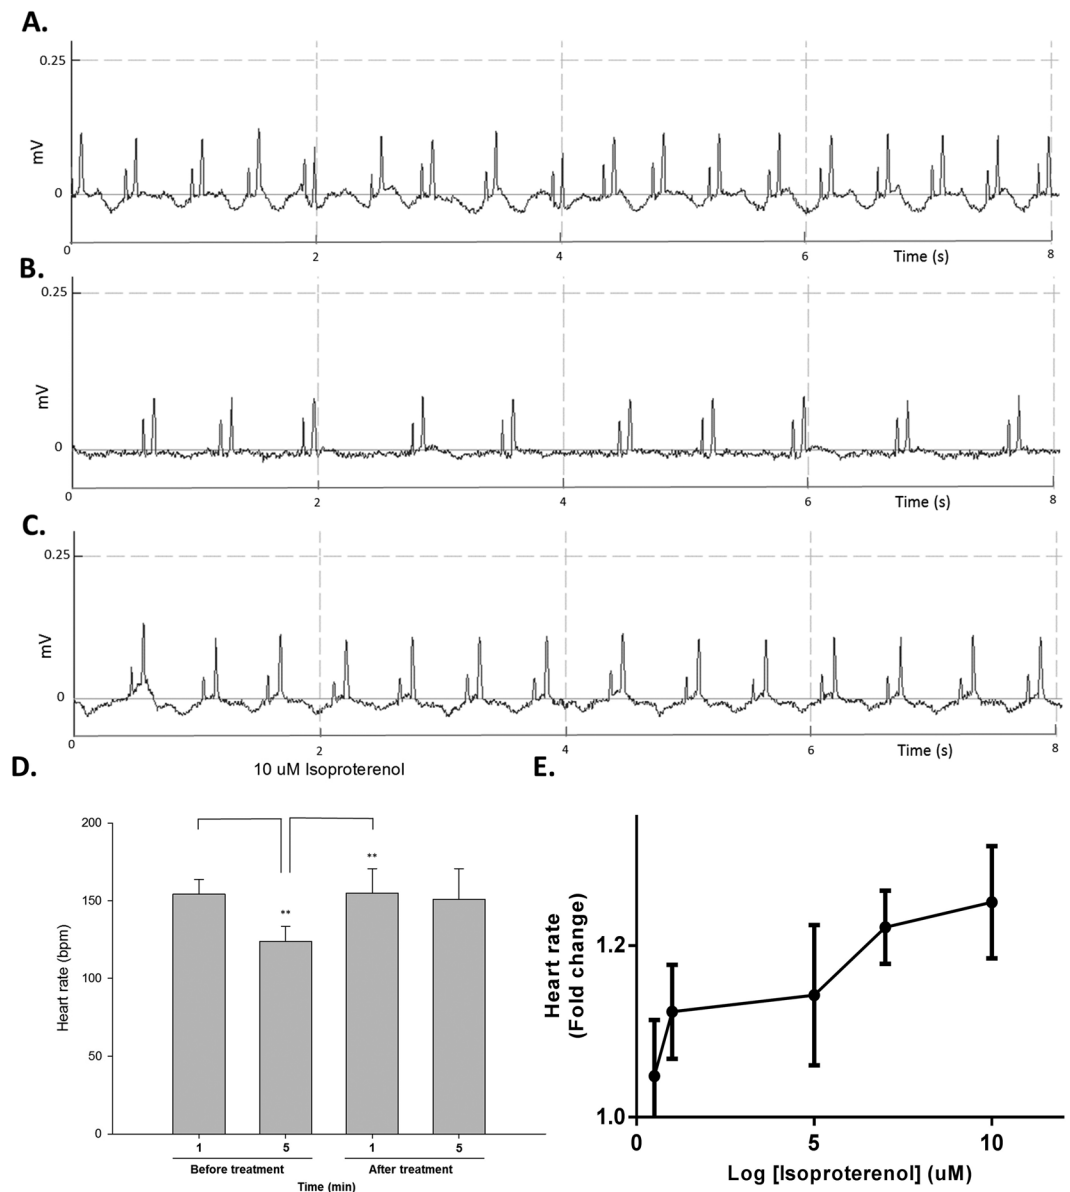 A.
0.25
mV
0
0 2 4 6 Time (s) 8
B.
0.25
mV
0
0 2 4 6 Time (s) 8
C.
0.25
mV
0
0 2 4 6 Time (s) 8
D.
10 uM Isoproterenol
200
150
100
50
0
Heart rate (bpm)
**
**
1 5 1 5
Before treatment After treatment
Time (min)
E.
Heart rate
(Fold change)
1.2
1.0
0 5 10
Log [Isoproterenol] (uM)